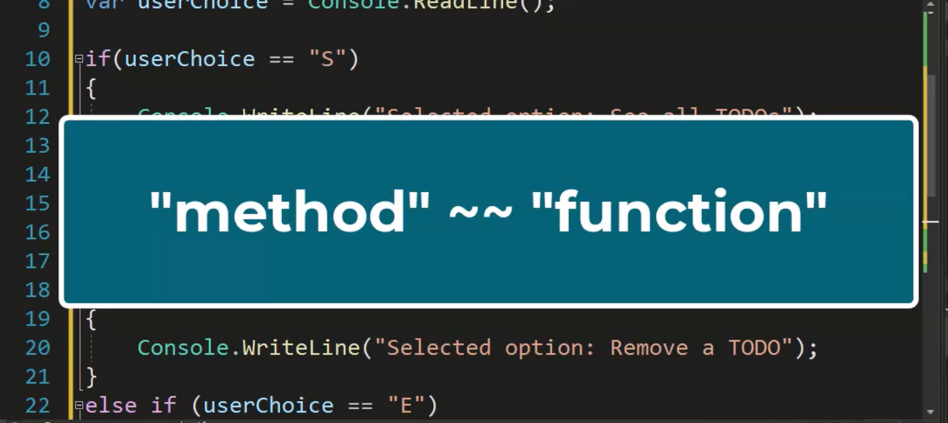 8 var userChoice = Console.ReadLine();
9
10 if(userChoice == "S")
11 {
12 Console.WriteLine("Selected option: See all TODOs");
13
14
15
16
17
18
"method" ~~ "function"
19 {
20 Console.WriteLine("Selected option: Remove a TODO");
21 }
22 else if (userChoice == "E")